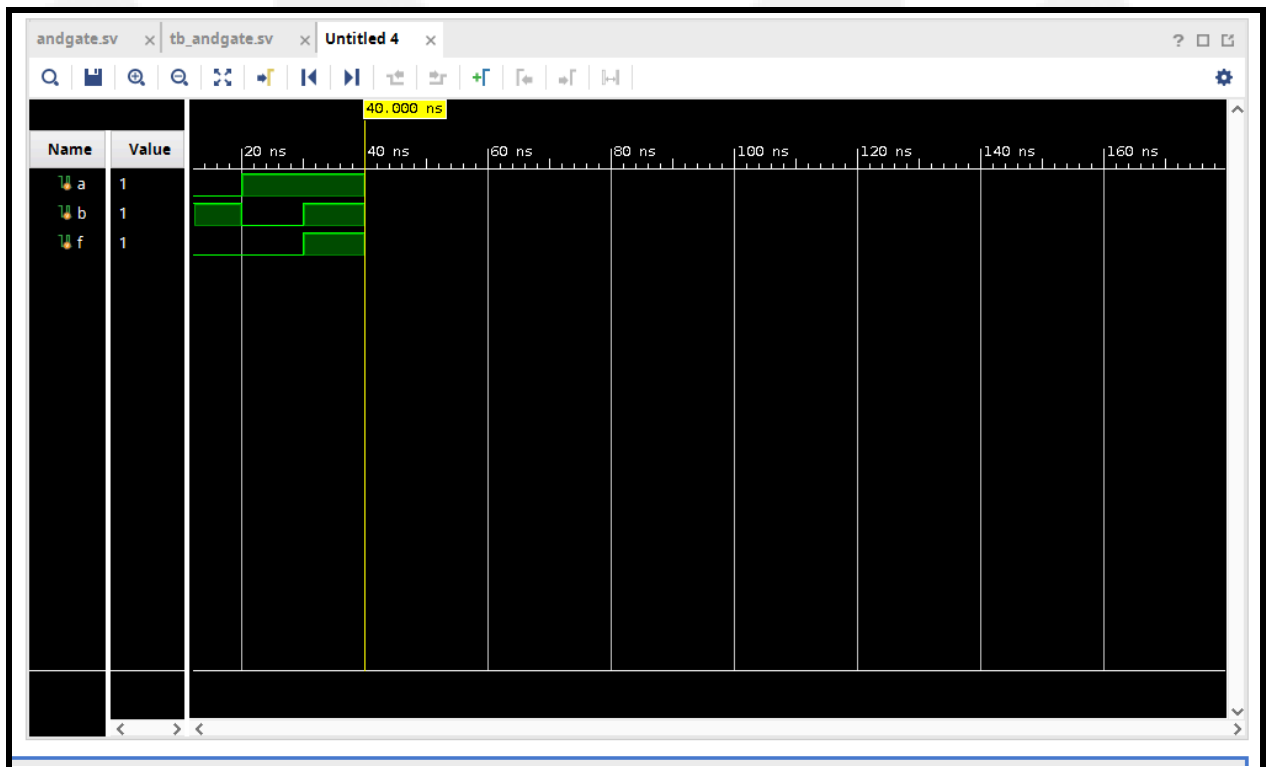 andgate.sv tb_andgate.sv Untitled 4
40.000 ns
Name Value 20 ns 40 ns 60 ns 80 ns 100 ns 120 ns 140 ns 160 ns
a 1
b 1
f 1